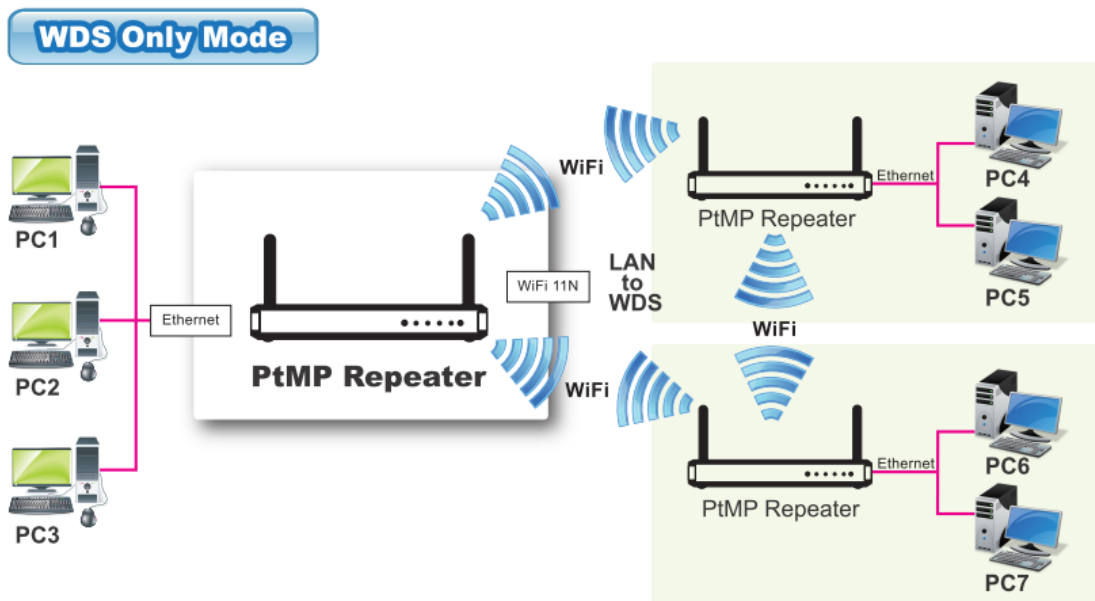 WDS Only Mode
PC1
PC2
PC3
Ethernet
PtMP Repeater
WiFi 11N
LAN
to
WDS
WiFi
WiFi
WiFi
PtMP Repeater
Ethernet
PC4
PC5
PtMP Repeater
Ethernet
PC6
PC7